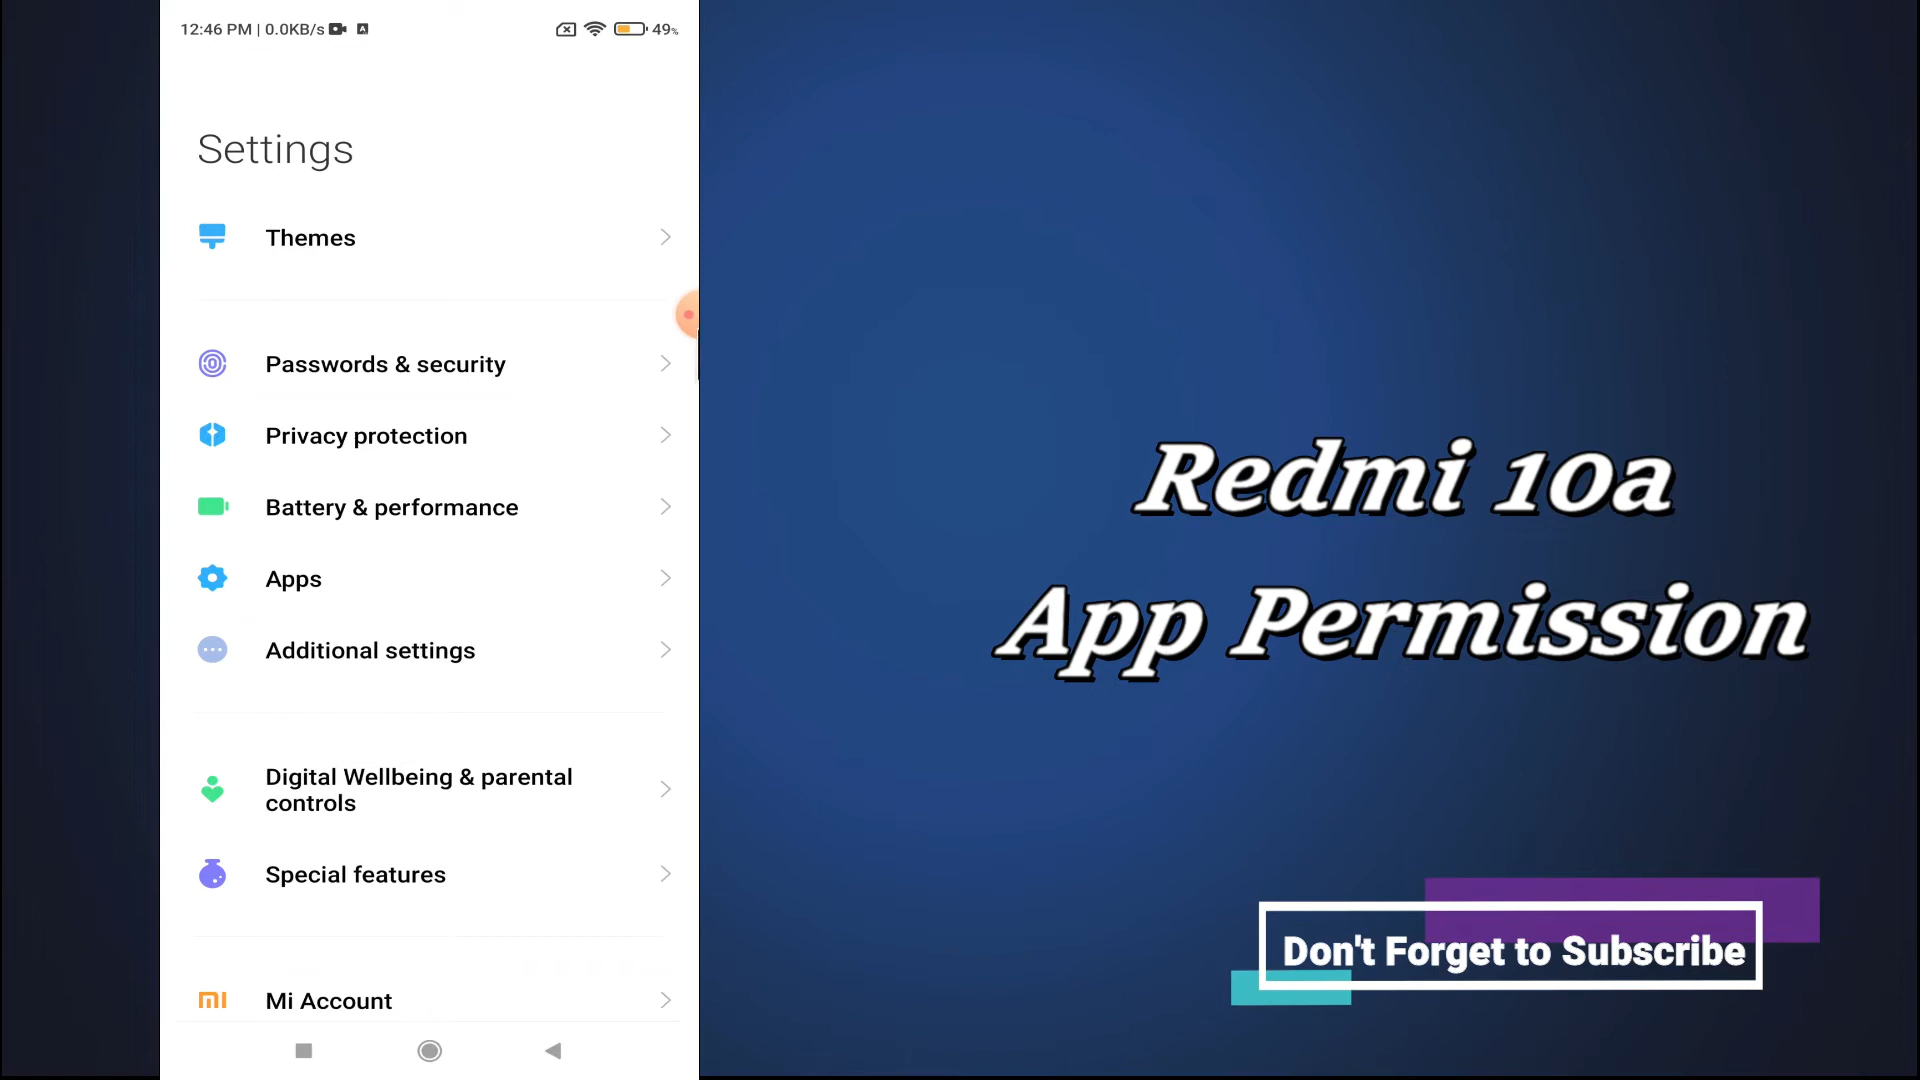 12:46 PM | 0.0KB/s
49%
Settings
Themes
Passwords & security
Privacy protection
Battery & performance
Apps
Additional settings
Digital Wellbeing & parental
controls
Special features
Mi Account
Redmi 10a
App Permission
Don't Forget to Subscribe